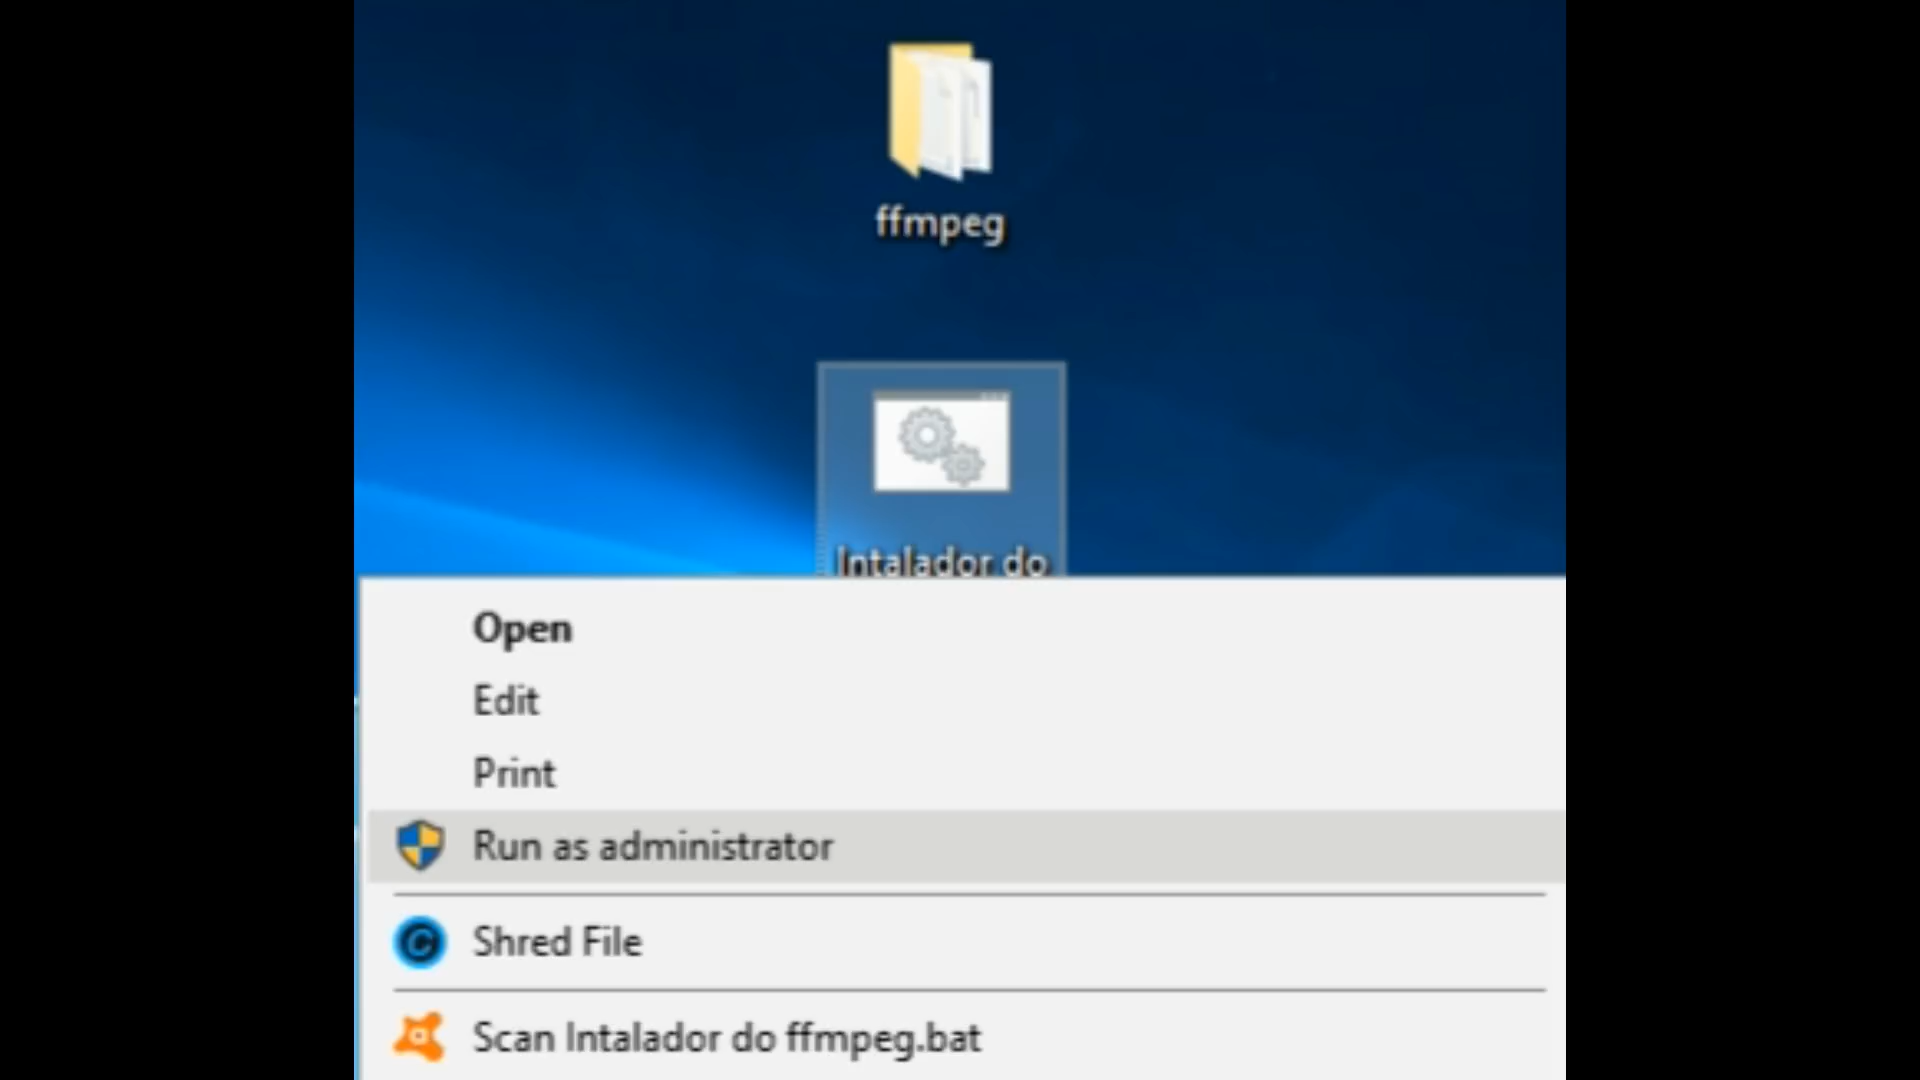 ffmpeg
Intalador do
Open
Edit
Print
Run as administrator
Shred File
Scan Intalador do ffmpeg.bat